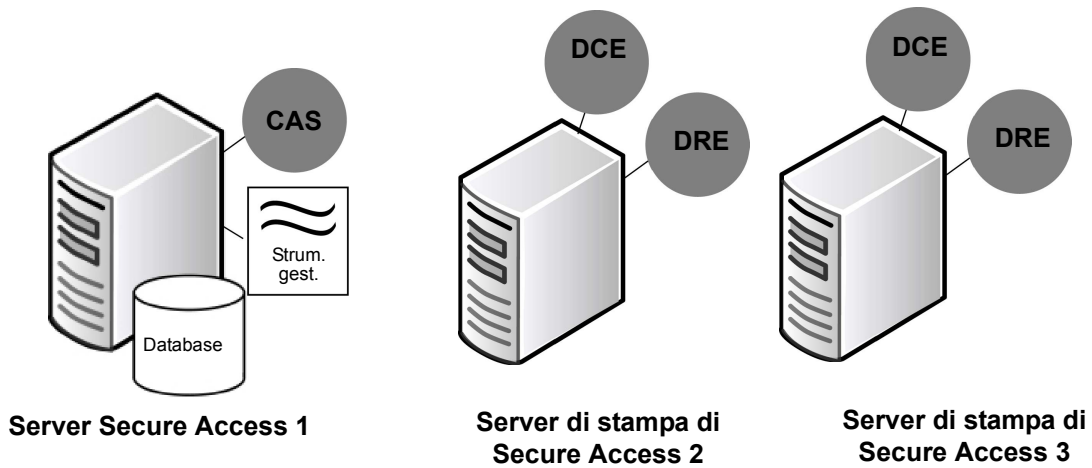 CAS
Strum.
gest.
Database
Server Secure Access 1
DCE
DRE
Server di stampa di
Secure Access 2
DCE
DRE
Server di stampa di
Secure Access 3